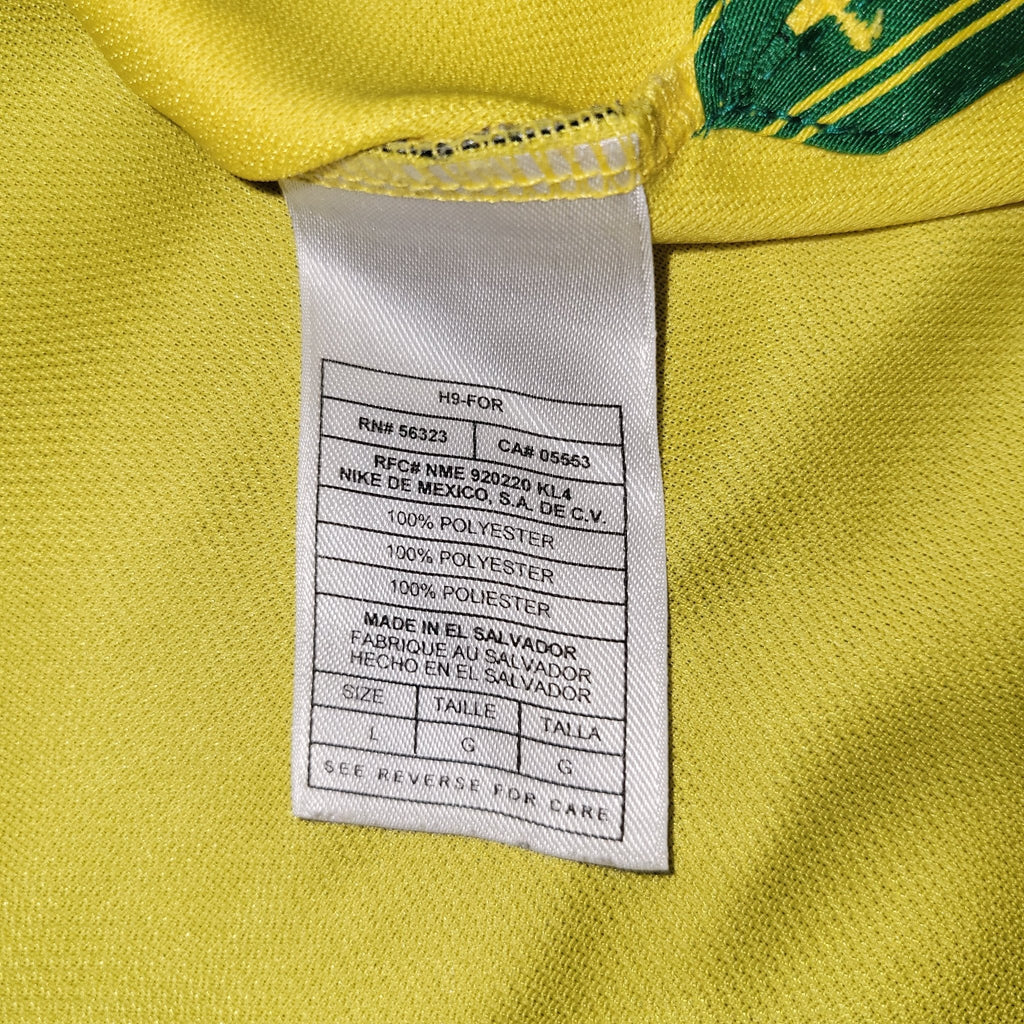 H9-FOR
RN# 56323 CA# 05553
RFC# NME 920220 KL4
NIKE DE MEXICO, S.A. DE C.V.
100% POLYESTER
100% POLYESTER
100% POLIESTER
MADE IN EL SALVADOR
FABRIQUE AU SALVADOR
HECHO EN EL SALVADOR
SIZE TAILLE TALLA
L G G
SEE REVERSE FOR CARE